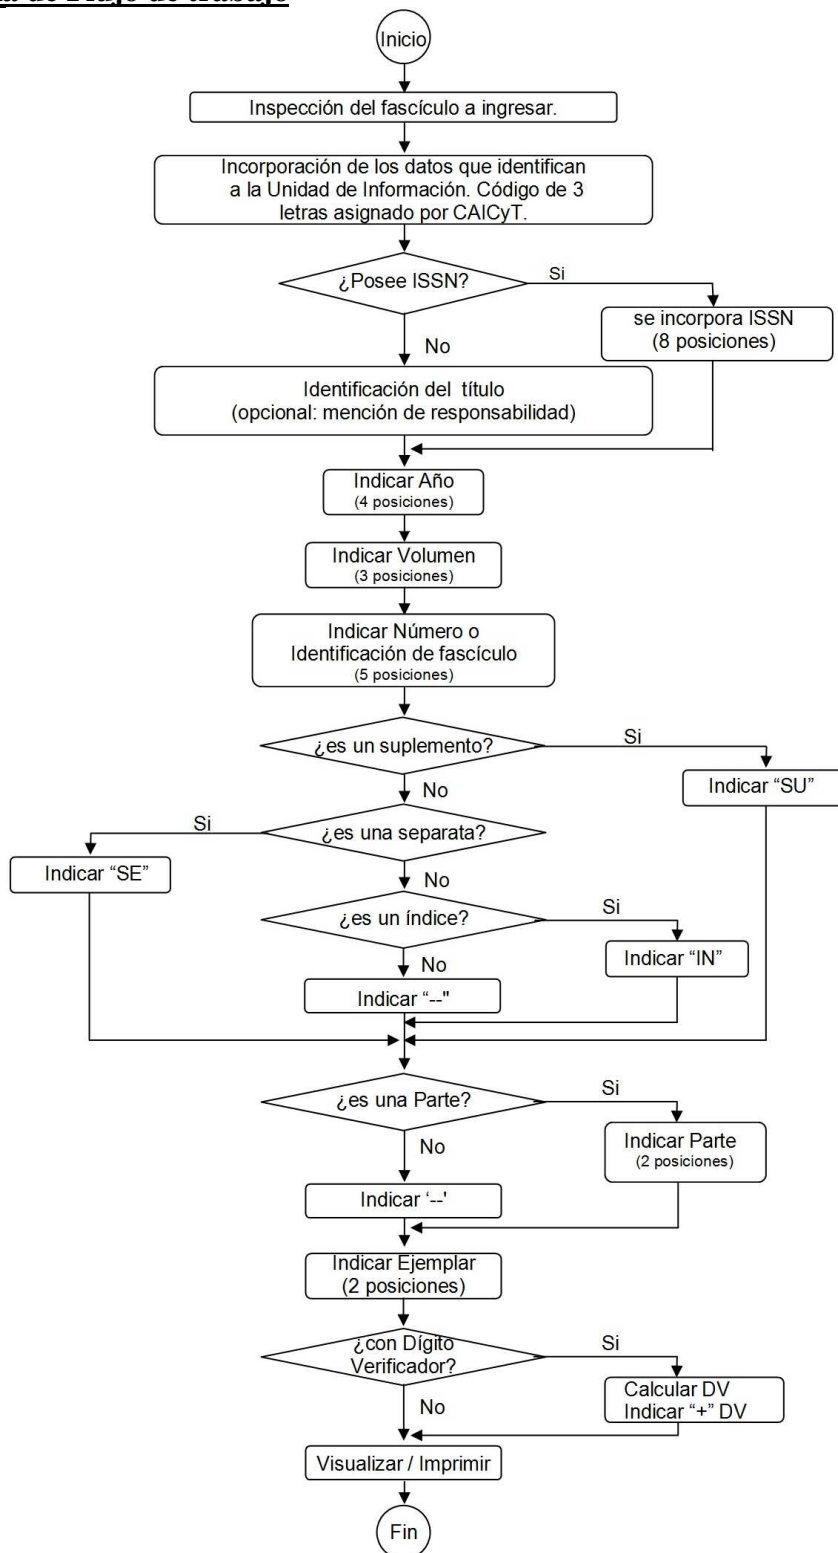 de Flujo de trabajo
Inicio
Inspección del fascículo a ingresar.
Incorporación de los datos que identifican
a la Unidad de Información. Código de 3
letras asignado por CAICyT.
¿Posee ISSN?
Si
se incorpora ISSN
(8 posiciones)
No
Identificación del título
(opcional: mención de responsabilidad)
Indicar Año
(4 posiciones)
Indicar Volumen
(3 posiciones)
Indicar Número o
Identificación de fascículo
(5 posiciones)
¿es un suplemento?
Si
Indicar “SU”
No
¿es una separata?
Si
Indicar “SE”
No
¿es un índice?
Si
Indicar “IN”
No
Indicar “--"
¿es una Parte?
Si
Indicar Parte
(2 posiciones)
No
Indicar ‘--'
Indicar Ejemplar
(2 posiciones)
¿con Dígito
Verificador?
Si
Calcular DV
Indicar “+” DV
No
Visualizar / Imprimir
Fin